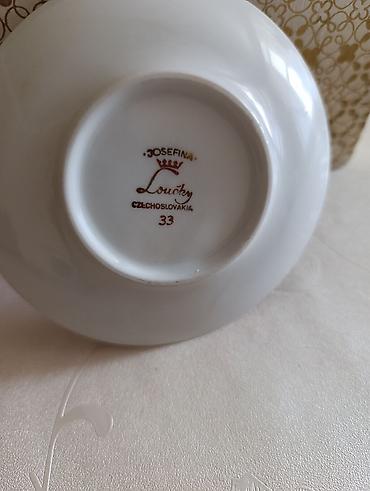 ·JOSEFINA·
Loučky
CZECHOSLOVAKIA
33